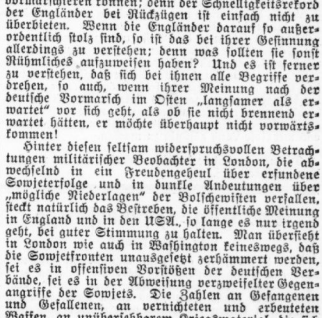 vormarschieren können; denn der Schnelligkeitsrekord
der Engländer bei Rückzügen ist einfach nicht zu
überbieten. Wenn die Engländer darauf so außer-
ordentlich stolz sind, so ist das bei ihrer Gesinnung
allerdings zu verstehen; denn was sollten sie sonst
Rühmliches aufzuweisen haben? Und es ist ferner
zu verstehen, daß sich bei ihnen alle Begriffe ver-
drehen, so auch, wenn ihrer Meinung nach der
deutsche Vormarsch im Osten „langsamer als er-
wartet" vor sich geht, als ob sie nicht brennend er-
wartet hätten, er möchte überhaupt nicht vorwärts-
kommen!
Hinter diesen seltsam widerspruchsvollen Betrach-
tungen militärischer Beobachter in London, die ab-
wechselnd in ein Freudengeheul über erfundene
Sowjeterfolge und in dunkle Andeutungen über
„mögliche Niederlagen" der Bolschewisten verfallen,
steckt natürlich das Bestreben, die öffentliche Meinung
in England und in den USA., so lange es nur irgend
geht, bei guter Stimmung zu halten. Man übersieht
in London wie auch in Washington keineswegs, daß
die Sowjetfronten unausgesetzt zerhämmert werden,
sei es in offensiven Vorstößen der deutschen Ver-
bände, sei es in der Abweisung verzweifelter Gegen-
angriffe der Sowjets. Die Zahlen an Gefangenen
und Gefallenen, an vernichteten und erbeuteten
Waffen, an